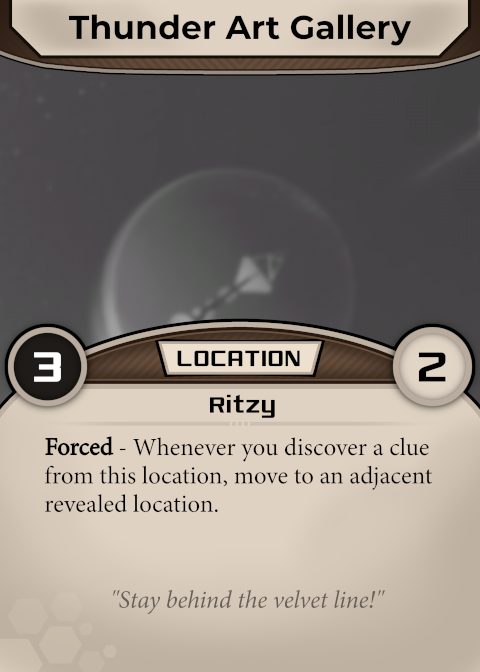 Thunder Art Gallery
3
LOCATION
2
Ritzy
Forced - Whenever you discover a clue
from this location, move to an adjacent
revealed location.
"Stay behind the velvet line!"